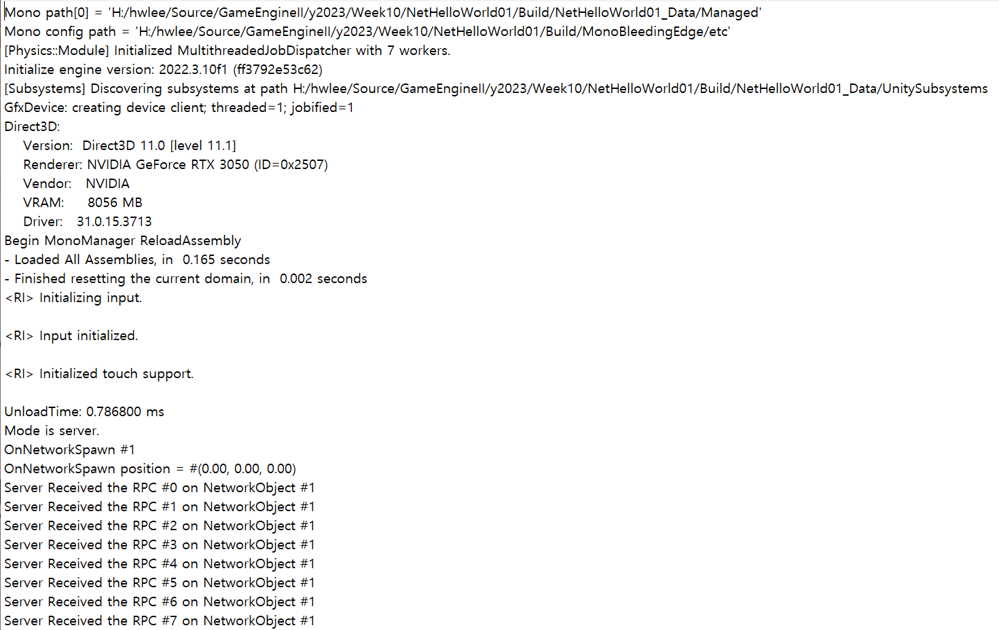 Mono path[0] = 'H:/hwlee/Source/GameEngineII/y2023/Week10/NetHelloWorld01/Build/NetHelloWorld01_Data/Managed'
Mono config path = 'H:/hwlee/Source/GameEngineII/y2023/Week10/NetHelloWorld01/Build/MonoBleedingEdge/etc'
[Physics::Module] Initialized MultithreadedJobDispatcher with 7 workers.
Initialize engine version: 2022.3.10f1 (ff3792e53c62)
[Subsystems] Discovering subsystems at path H:/hwlee/Source/GameEngineII/y2023/Week10/NetHelloWorld01/Build/NetHelloWorld01_Data/UnitySubsystems
GfxDevice: creating device client; threaded=1; jobified=1
Direct3D:
    Version:  Direct3D 11.0 [level 11.1]
    Renderer: NVIDIA GeForce RTX 3050 (ID=0x2507)
    Vendor:   NVIDIA
    VRAM:     8056 MB
    Driver:   31.0.15.3713
Begin MonoManager ReloadAssembly
- Loaded All Assemblies, in  0.165 seconds
- Finished resetting the current domain, in  0.002 seconds
<RI> Initializing input.
<RI> Input initialized.
<RI> Initialized touch support.
UnloadTime: 0.786800 ms
Mode is server.
OnNetworkSpawn #1
OnNetworkSpawn position = #(0.00, 0.00, 0.00)
Server Received the RPC #0 on NetworkObject #1
Server Received the RPC #1 on NetworkObject #1
Server Received the RPC #2 on NetworkObject #1
Server Received the RPC #3 on NetworkObject #1
Server Received the RPC #4 on NetworkObject #1
Server Received the RPC #5 on NetworkObject #1
Server Received the RPC #6 on NetworkObject #1
Server Received the RPC #7 on NetworkObject #1